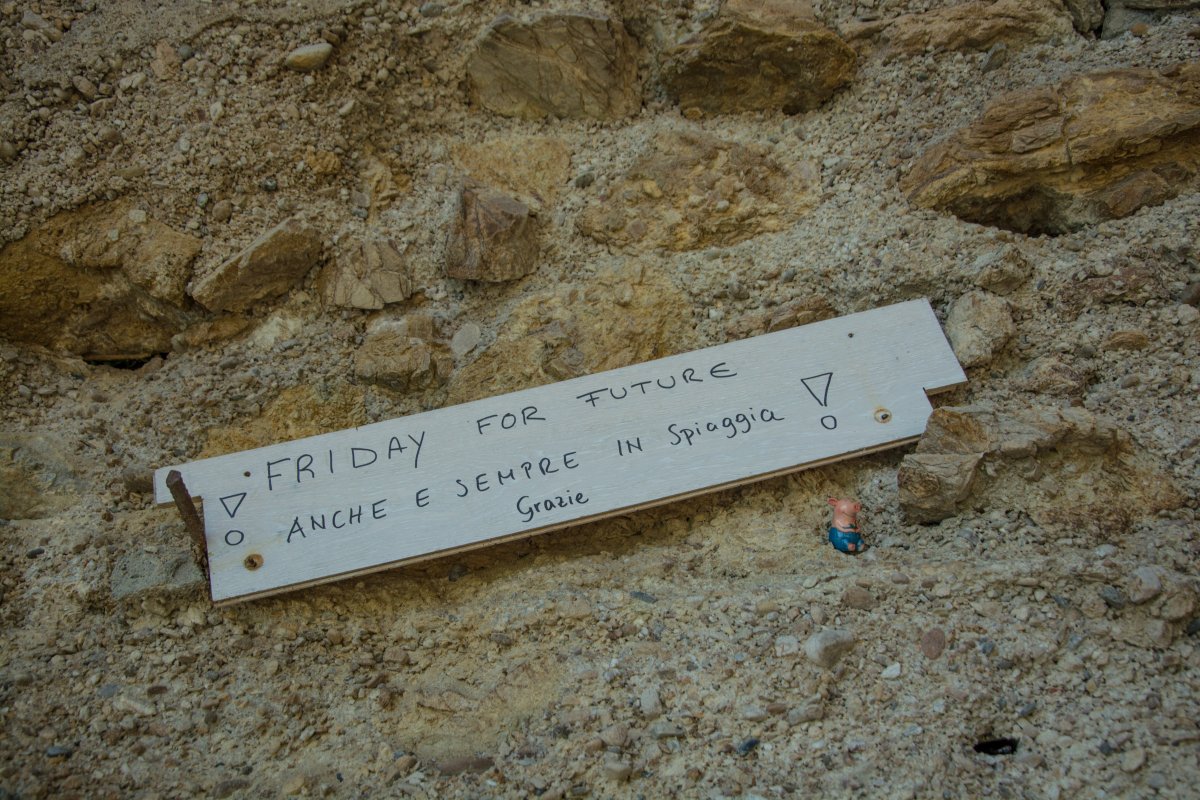 FRIDAY FOR FUTURE
! ANCHE E SEMPRE IN Spiaggia !
Grazie